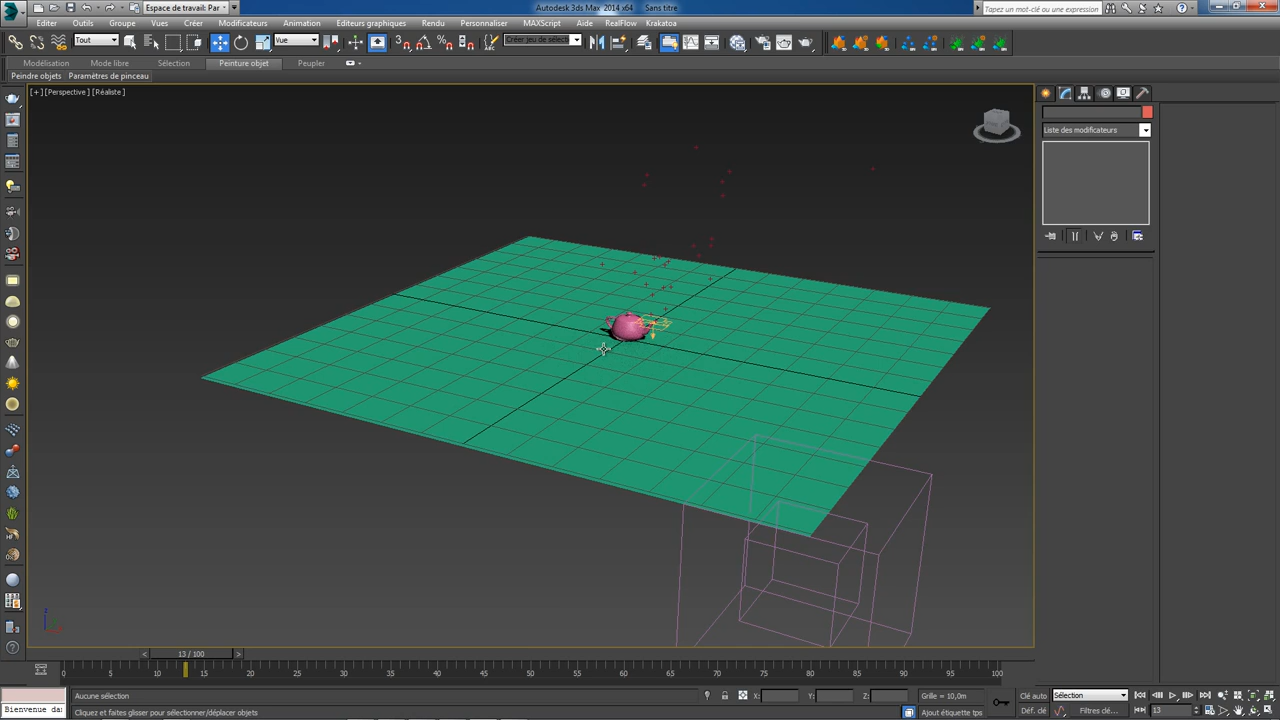 Espace de travail: Par
Autodesk 3ds Max 2014 x64 Sans titre
Tapez un mot-clé ou une expression
Editer Outils Groupe Vues Créer Modificateurs Animation Editeurs graphiques Rendu Personnaliser MAXScript Aide RealFlow Krakatoa
Tout
Vue
Créer jeu de sélecti
Modélisation Mode libre Sélection Peinture objet Peupler
Peindre objets Paramètres de pinceau
[+] [Perspective] [Réaliste]
Liste des modificateurs
z
13 / 100
0 5 10 15 20 25 30 35 40 45 50 55 60 65 70 75 80 85 90 95 100
Aucune sélection
X: Y: Z: Grille = 10,0m
Clé auto Sélection
Bienvenue da
Cliquez et faites glisser pour sélectionner/déplacer objets
Ajout étiquette tps
Déf. clé Filtres clé...
13